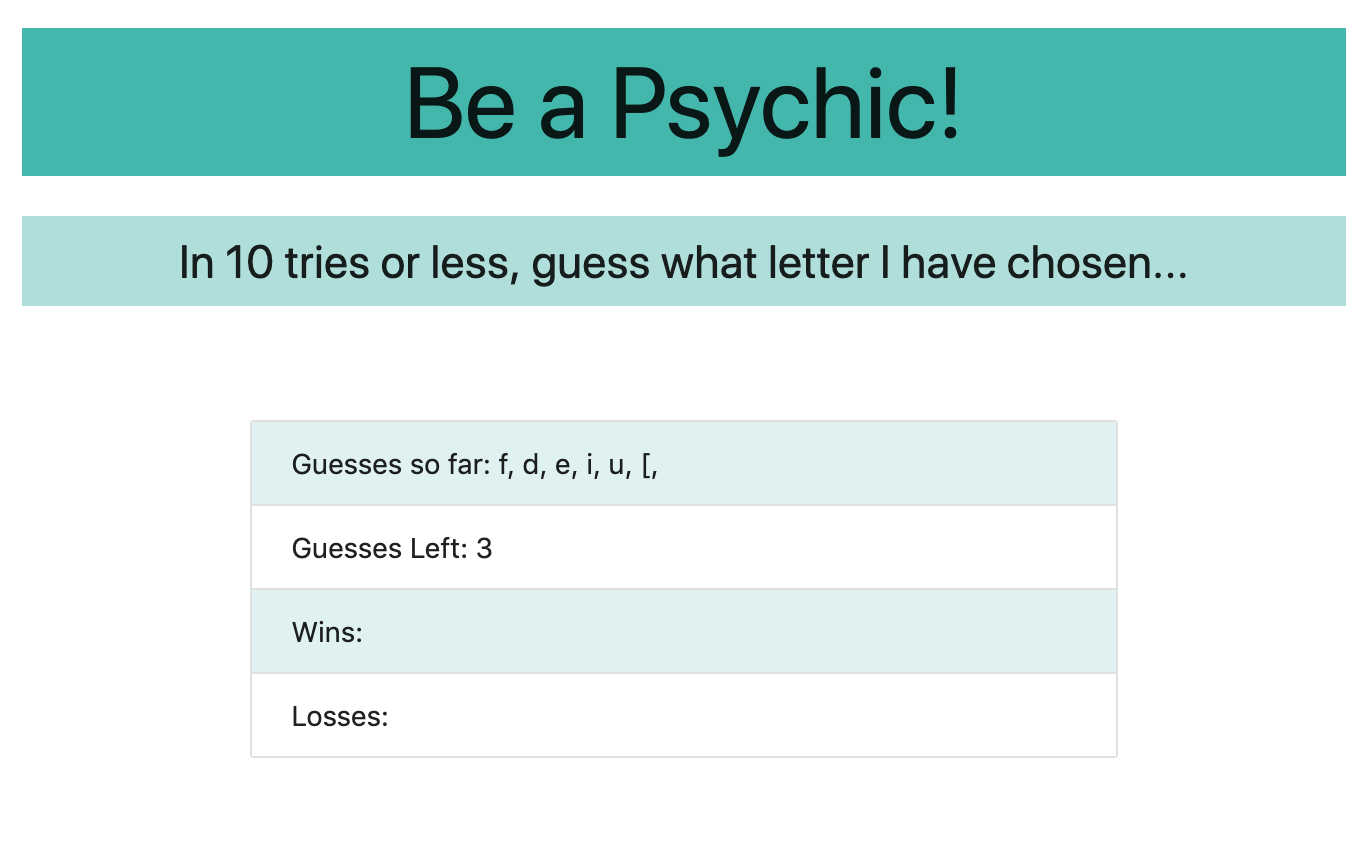 Be a Psychic!
In 10 tries or less, guess what letter I have chosen...
Guesses so far: f, d, e, i, u, [,
Guesses Left: 3
Wins:
Losses: